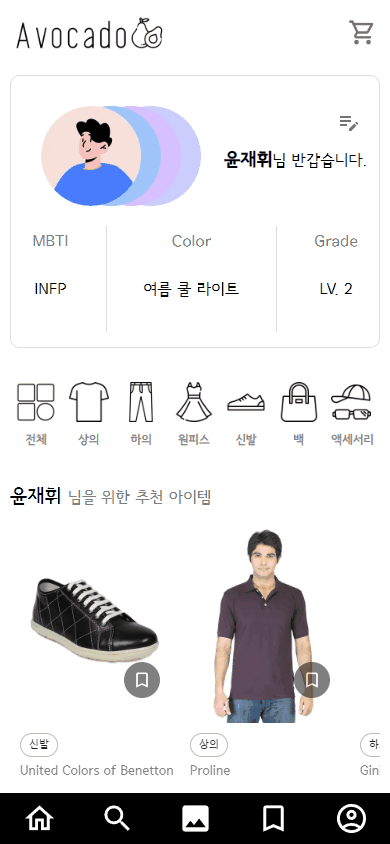 Avocado
윤재휘님 반갑습니다.
MBTI Color Grade
INFP 여름 쿨 라이트 LV. 2
전체 상의 하의 원피스 신발 백 액세서리
윤재휘 님을 위한 추천 아이템
신발 상의 하
United Colors of Benetton Proline Gin